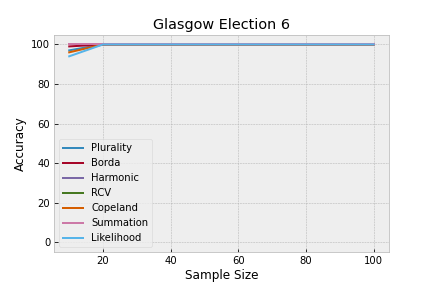 Glasgow Election 6
100
80
60
40
20
0
Accuracy
Plurality
Borda
Harmonic
RCV
Copeland
Summation
Likelihood
20 40 60 80 100
Sample Size